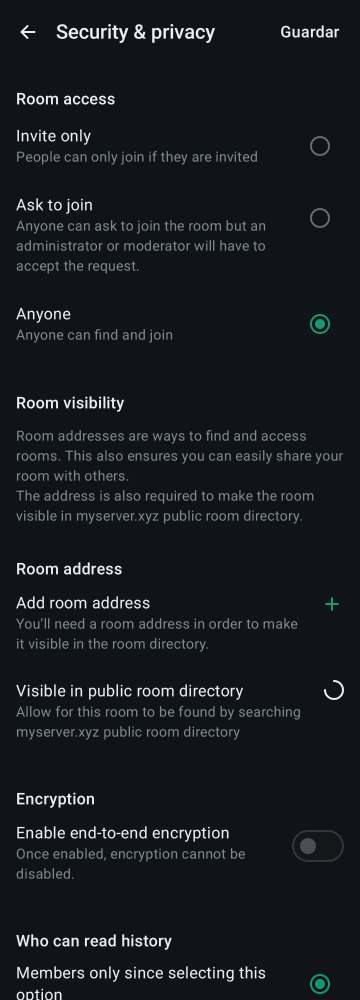 Security & privacy
Guardar
Room access
Invite only
People can only join if they are invited
Ask to join
Anyone can ask to join the room but an
administrator or moderator will have to
accept the request.
Anyone
Anyone can find and join
Room visibility
Room addresses are ways to find and access
rooms. This also ensures you can easily share your
room with others.
The address is also required to make the room
visible in myserver.xyz public room directory.
Room address
Add room address
You’ll need a room address in order to make
it visible in the room directory.
Visible in public room directory
Allow for this room to be found by searching
myserver.xyz public room directory
Encryption
Enable end-to-end encryption
Once enabled, encryption cannot be
disabled.
Who can read history
Members only since selecting this
option